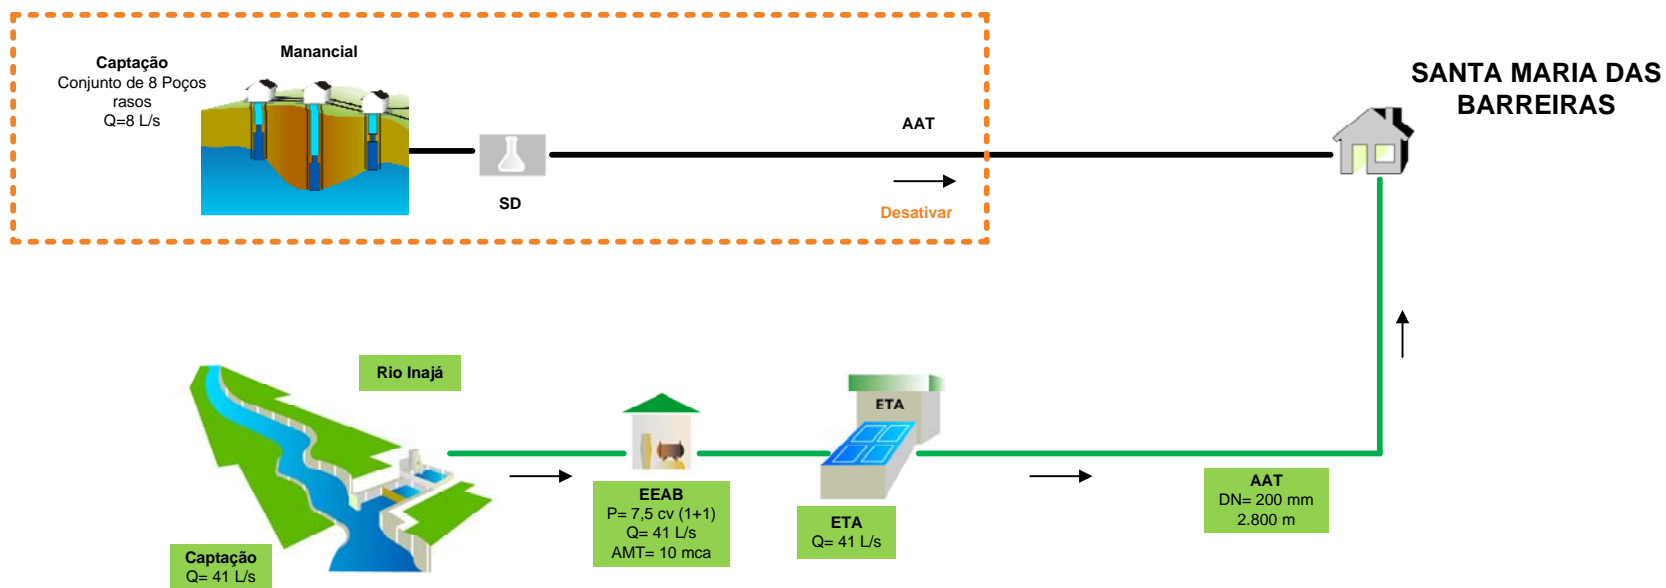 Captação
Conjunto de 8 Poços
rasos
Q=8 L/s
Manancial
SD
AAT
Desativar
SANTA MARIA DAS
BARREIRAS
Rio Inajá
Captação
Q= 41 L/s
EEAB
P= 7,5 cv (1+1)
Q= 41 L/s
AMT= 10 mca
ETA
ETA
Q= 41 L/s
AAT
DN= 200 mm
2.800 m